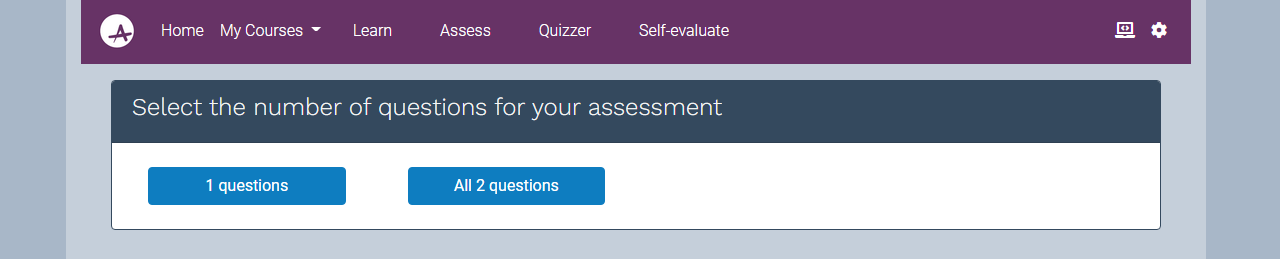 Home My Courses Learn Assess Quizzer Self-evaluate
Select the number of questions for your assessment
1 questions All 2 questions